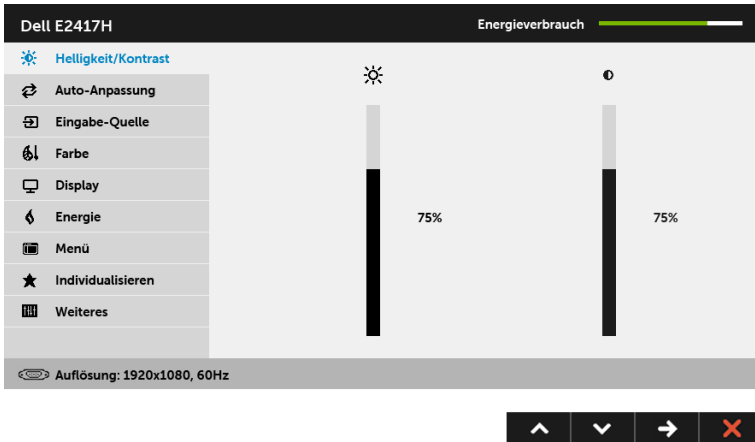 Dell E2417H
Energieverbrauch
Helligkeit/Kontrast
Auto-Anpassung
Eingabe-Quelle
Farbe
Display
Energie
Menü
Individualisieren
Weiteres
75%
75%
Auflösung: 1920x1080, 60Hz